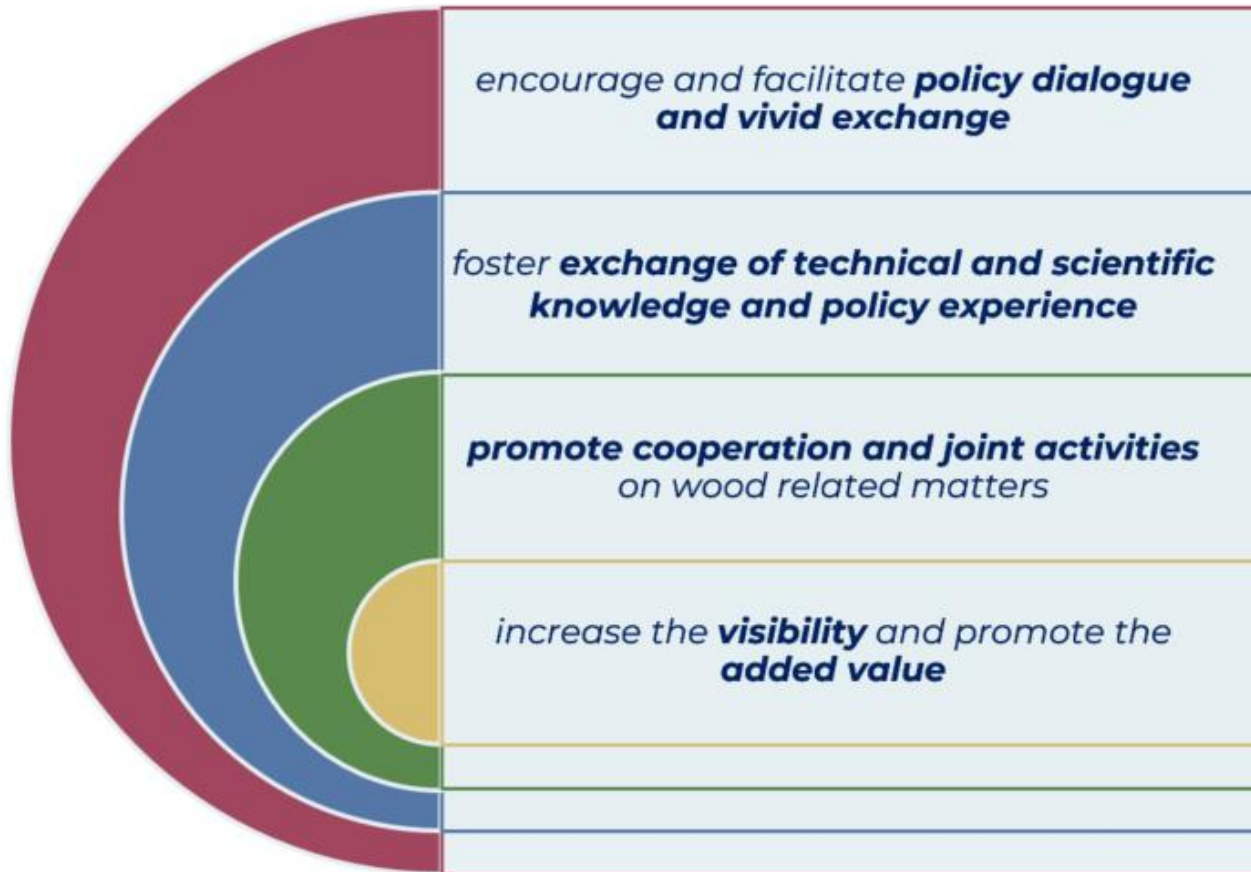 encourage and facilitate policy dialogue
and vivid exchange
foster exchange of technical and scientific
knowledge and policy experience
promote cooperation and joint activities
on wood related matters
increase the visibility and promote the
added value